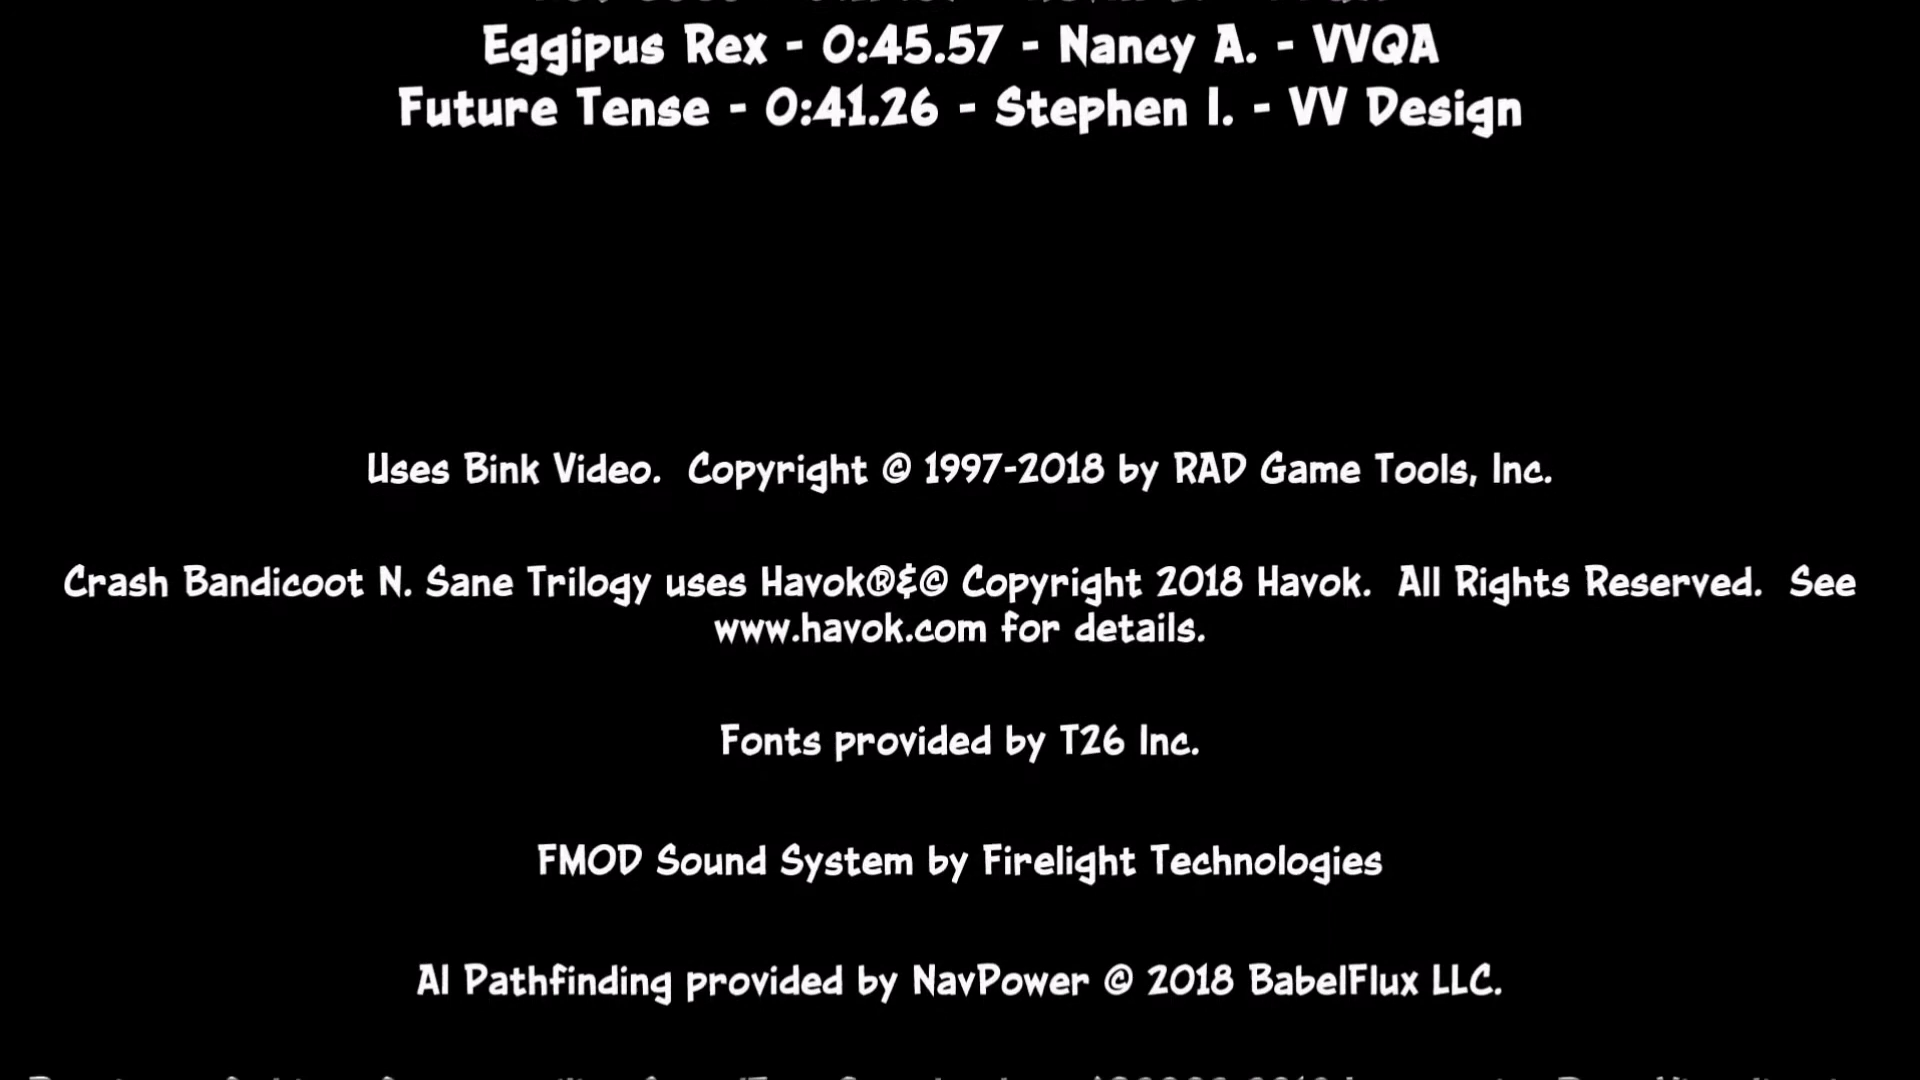 Eggipus Rex - 0:45.57 - Nancy A. - VVQA
Future Tense - 0:41.26 - Stephen I. - VV Design
Uses Bink Video.  Copyright © 1997-2018 by RAD Game Tools, Inc.
Crash Bandicoot N. Sane Trilogy uses Havok®&© Copyright 2018 Havok.  All Rights Reserved.  See
www.havok.com for details.
Fonts provided by T26 Inc.
FMOD Sound System by Firelight Technologies
AI Pathfinding provided by NavPower © 2018 BabelFlux LLC.